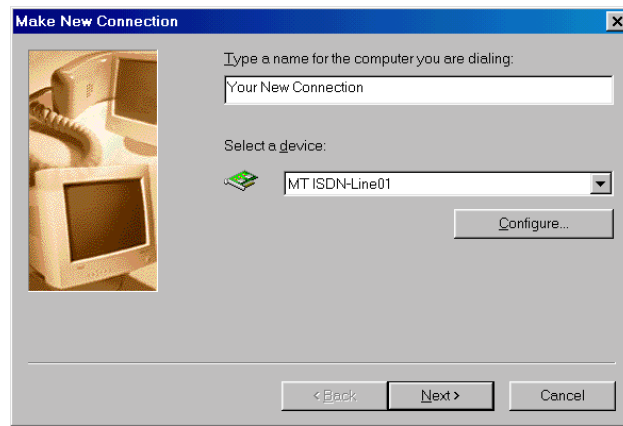 Make New Connection
Type a name for the computer you are dialing:
Your New Connection
Select a device:
MT ISDN-Line01
Configure...
< Back
Next >
Cancel